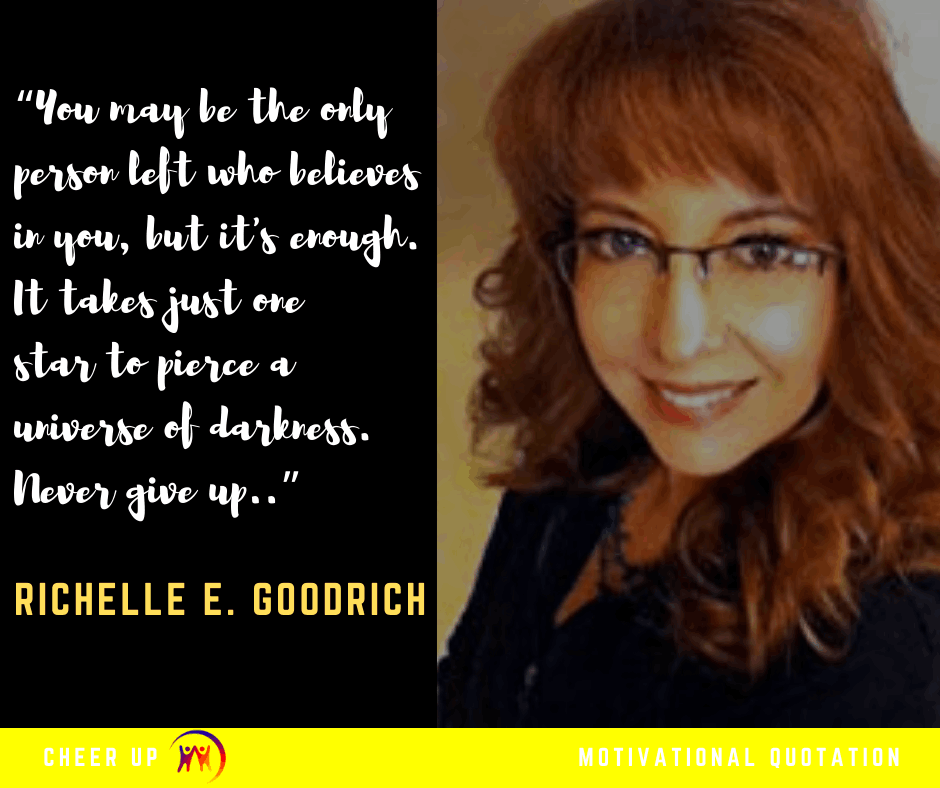 “You may be the only
person left who believes
in you, but it's enough.
It takes just one
star to pierce a
universe of darkness.
Never give up..”
RICHELLE E. GOODRICH
CHEER UP
MOTIVATIONAL QUOTATION